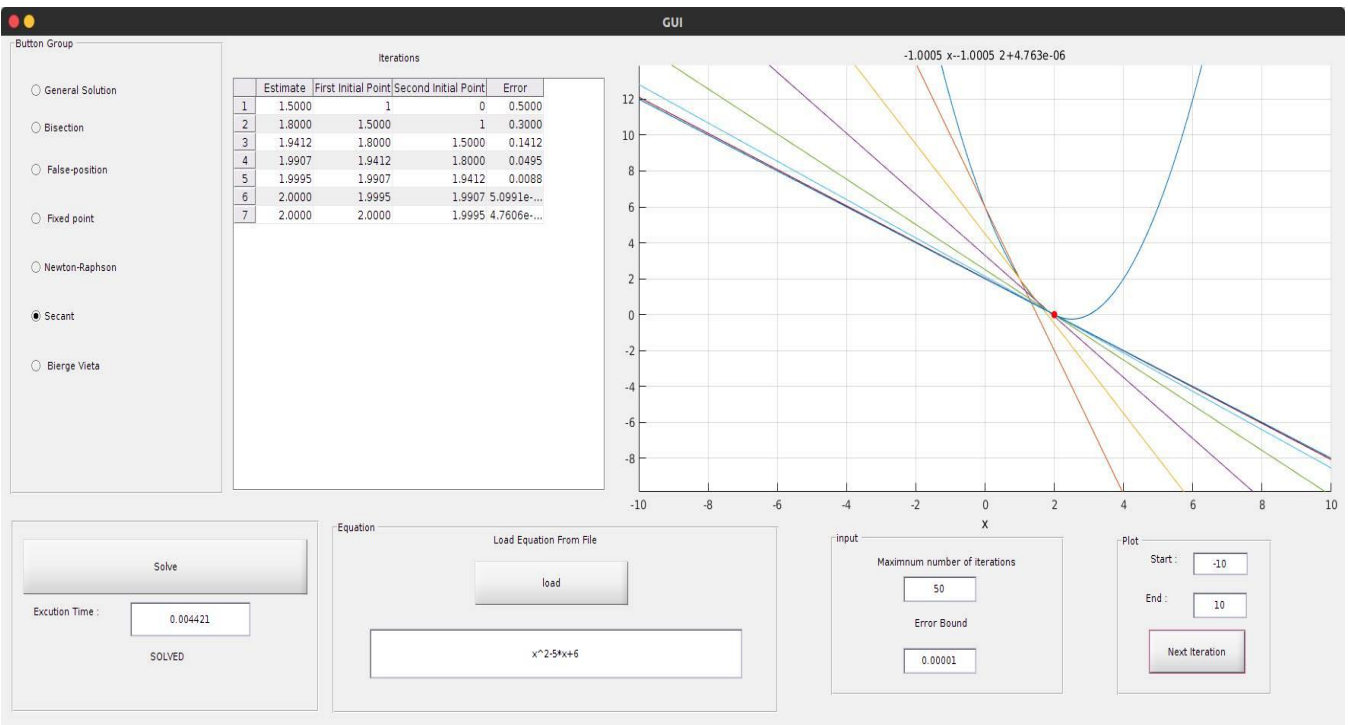 GUI
Button Group
General Solution
Bisection
False-position
Fixed point
Newton-Raphson
Secant
Bierge Vieta
Iterations
Estimate First Initial Point Second Initial Point Error
1 1.5000 1 0 0.5000
2 1.8000 1.5000 1 0.3000
3 1.9412 1.8000 1.5000 0.1412
4 1.9907 1.9412 1.8000 0.0495
5 1.9995 1.9907 1.9412 0.0088
6 2.0000 1.9995 1.9907 5.0991e-...
7 2.0000 2.0000 1.9995 4.7606e-...
-1.0005 x--1.0005 2+4.763e-06
12
10
8
6
4
2
0
-2
-4
-6
-8
-10 -8 -6 -4 -2 0 2 4 6 8 10
x
Solve
Excution Time : 0.004421
SOLVED
Equation
Load Equation From File
load
x^2-5*x+6
input
Maximnum number of iterations
50
Error Bound
0.00001
Plot
Start : -10
End : 10
Next Iteration